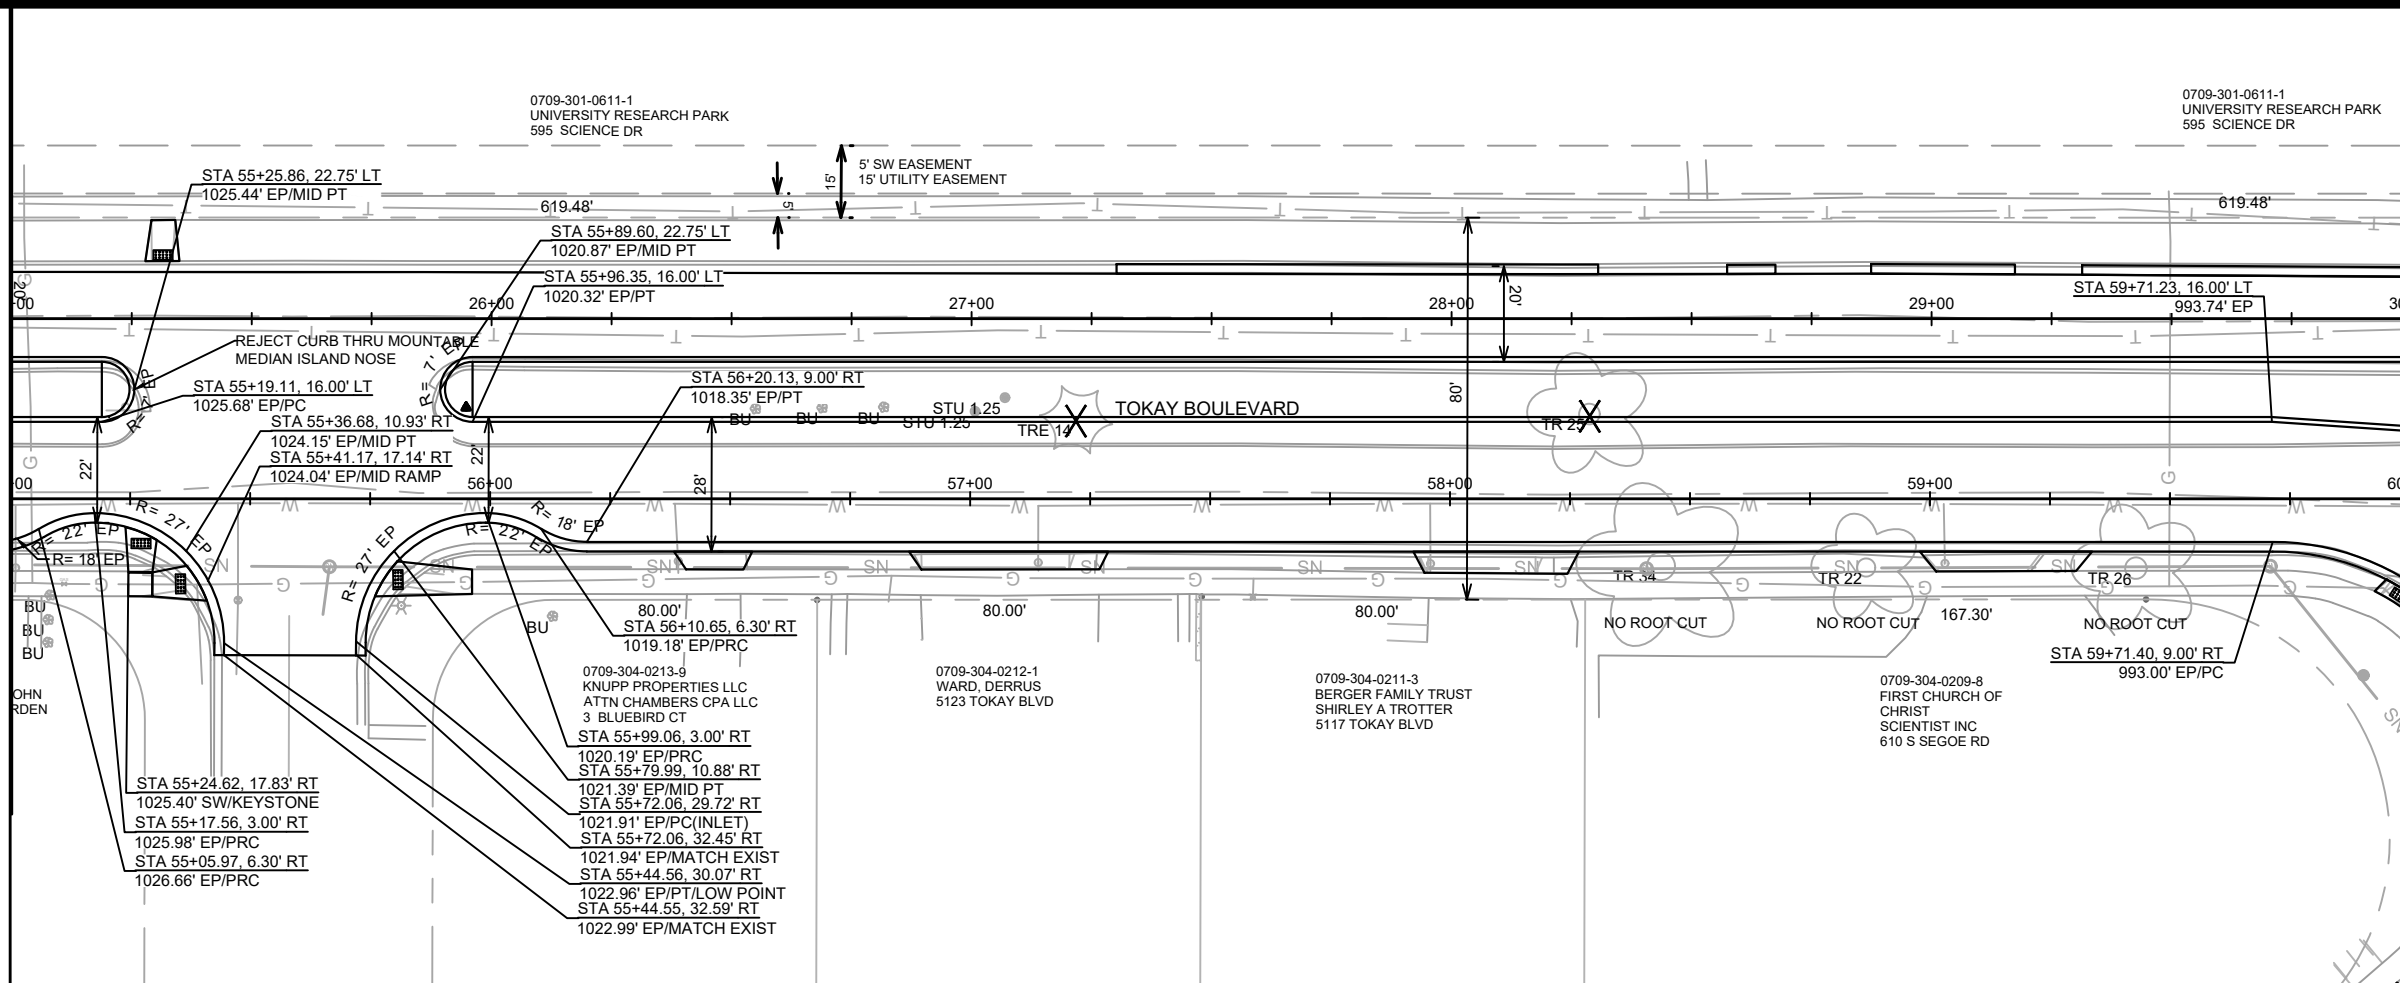 0709-301-0611-1
UNIVERSITY RESEARCH PARK
595 SCIENCE DR
0709-301-0611-1
UNIVERSITY RESEARCH PARK
595 SCIENCE DR
5' SW EASEMENT
15' UTILITY EASEMENT
15'
5'
STA 55+25.86, 22.75' LT
1025.44' EP/MID PT
619.48'
619.48'
STA 55+89.60, 22.75' LT
1020.87' EP/MID PT
STA 55+96.35, 16.00' LT
1020.32' EP/PT
STA 59+71.23, 16.00' LT
993.74' EP
20'
+00
26+00
27+00
28+00
29+00
30
20'
REJECT CURB THRU MOUNTABLE
MEDIAN ISLAND NOSE
R= 7' EP
R= 7' EP
STA 55+19.11, 16.00' LT
1025.68' EP/PC
STA 56+20.13, 9.00' RT
1018.35' EP/PT
80'
BU
BU
BU
STU 1.25
STU 1.25
TRE 14
TOKAY BOULEVARD
TR 25
STA 55+36.68, 10.93' RT
1024.15' EP/MID PT
STA 55+41.17, 17.14' RT
1024.04' EP/MID RAMP
22'
22'
28'
+00
56+00
57+00
58+00
59+00
60
R= 22' EP
R= 27' EP
R= 18' EP
R= 27' EP
R= 22' EP
R= 18' EP
TR 34
TR 22
TR 26
BU
BU
BU
BU
80.00'
80.00'
80.00'
167.30'
NO ROOT CUT
NO ROOT CUT
NO ROOT CUT
STA 56+10.65, 6.30' RT
1019.18' EP/PRC
STA 59+71.40, 9.00' RT
993.00' EP/PC
OHN
RDEN
0709-304-0213-9
KNUPP PROPERTIES LLC
ATTN CHAMBERS CPA LLC
3 BLUEBIRD CT
0709-304-0212-1
WARD, DERRUS
5123 TOKAY BLVD
0709-304-0211-3
BERGER FAMILY TRUST
SHIRLEY A TROTTER
5117 TOKAY BLVD
0709-304-0209-8
FIRST CHURCH OF
CHRIST
SCIENTIST INC
610 S SEGOE RD
STA 55+99.06, 3.00' RT
1020.19' EP/PRC
STA 55+79.99, 10.88' RT
1021.39' EP/MID PT
STA 55+72.06, 29.72' RT
1021.91' EP/PC(INLET)
STA 55+72.06, 32.45' RT
1021.94' EP/MATCH EXIST
STA 55+44.56, 30.07' RT
1022.96' EP/PT/LOW POINT
STA 55+44.55, 32.59' RT
1022.99' EP/MATCH EXIST
STA 55+24.62, 17.83' RT
1025.40' SW/KEYSTONE
STA 55+17.56, 3.00' RT
1025.98' EP/PRC
STA 55+05.97, 6.30' RT
1026.66' EP/PRC